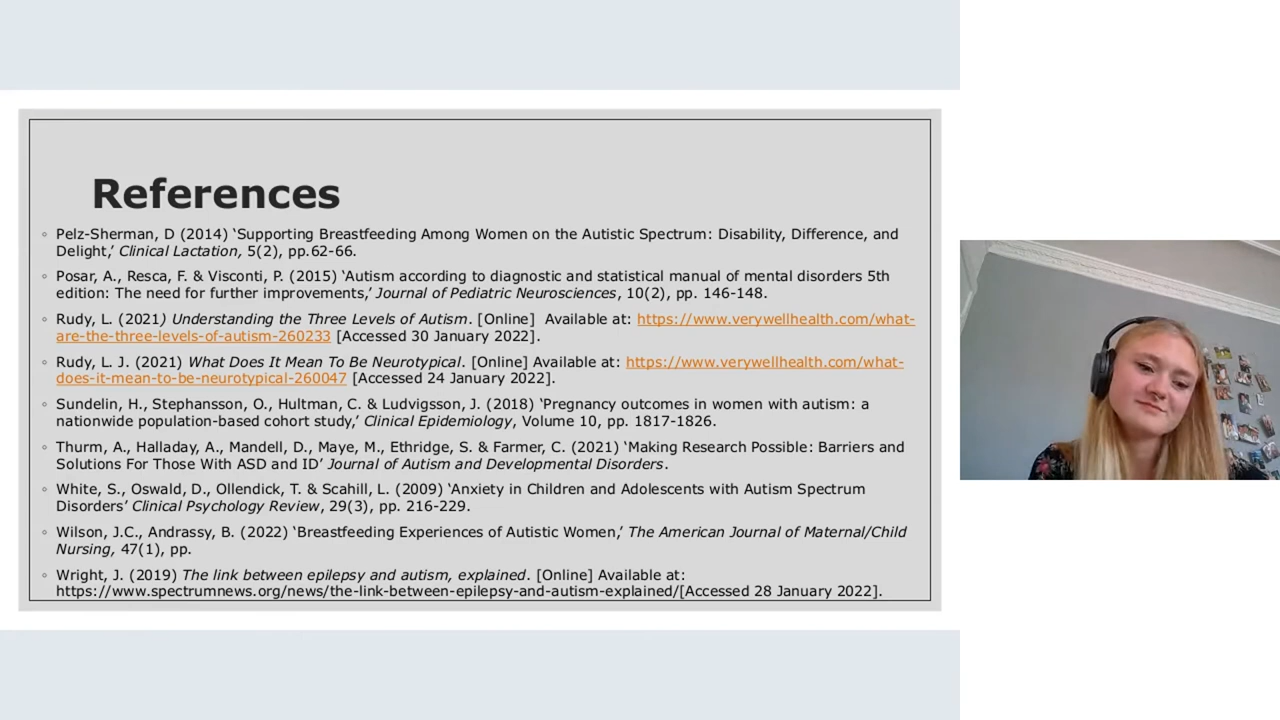 References
◦ Pelz-Sherman, D (2014) ‘Supporting Breastfeeding Among Women on the Autistic Spectrum: Disability, Difference, and
Delight,’ Clinical Lactation, 5(2), pp.62-66.
◦ Posar, A., Resca, F. & Visconti, P. (2015) ‘Autism according to diagnostic and statistical manual of mental disorders 5th
edition: The need for further improvements,’ Journal of Pediatric Neurosciences, 10(2), pp. 146-148.
◦ Rudy, L. (2021) Understanding the Three Levels of Autism. [Online]  Available at: https://www.verywellhealth.com/what-
are-the-three-levels-of-autism-260233 [Accessed 30 January 2022].
◦ Rudy, L. J. (2021) What Does It Mean To Be Neurotypical. [Online] Available at: https://www.verywellhealth.com/what-
does-it-mean-to-be-neurotypical-260047 [Accessed 24 January 2022].
◦ Sundelin, H., Stephansson, O., Hultman, C. & Ludvigsson, J. (2018) ‘Pregnancy outcomes in women with autism: a
nationwide population-based cohort study,’ Clinical Epidemiology, Volume 10, pp. 1817-1826.
◦ Thurm, A., Halladay, A., Mandell, D., Maye, M., Ethridge, S. & Farmer, C. (2021) ‘Making Research Possible: Barriers and
Solutions For Those With ASD and ID’ Journal of Autism and Developmental Disorders.
◦ White, S., Oswald, D., Ollendick, T. & Scahill, L. (2009) ‘Anxiety in Children and Adolescents with Autism Spectrum
Disorders’ Clinical Psychology Review, 29(3), pp. 216-229.
◦ Wilson, J.C., Andrassy, B. (2022) ‘Breastfeeding Experiences of Autistic Women,’ The American Journal of Maternal/Child
Nursing, 47(1), pp.
◦ Wright, J. (2019) The link between epilepsy and autism, explained. [Online] Available at:
https://www.spectrumnews.org/news/the-link-between-epilepsy-and-autism-explained/[Accessed 28 January 2022].